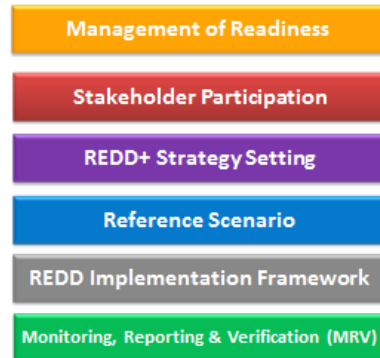 Management of Readiness
Stakeholder Participation
REDD+ Strategy Setting
Reference Scenario
REDD Implementation Framework
Monitoring, Reporting & Verification (MRV)